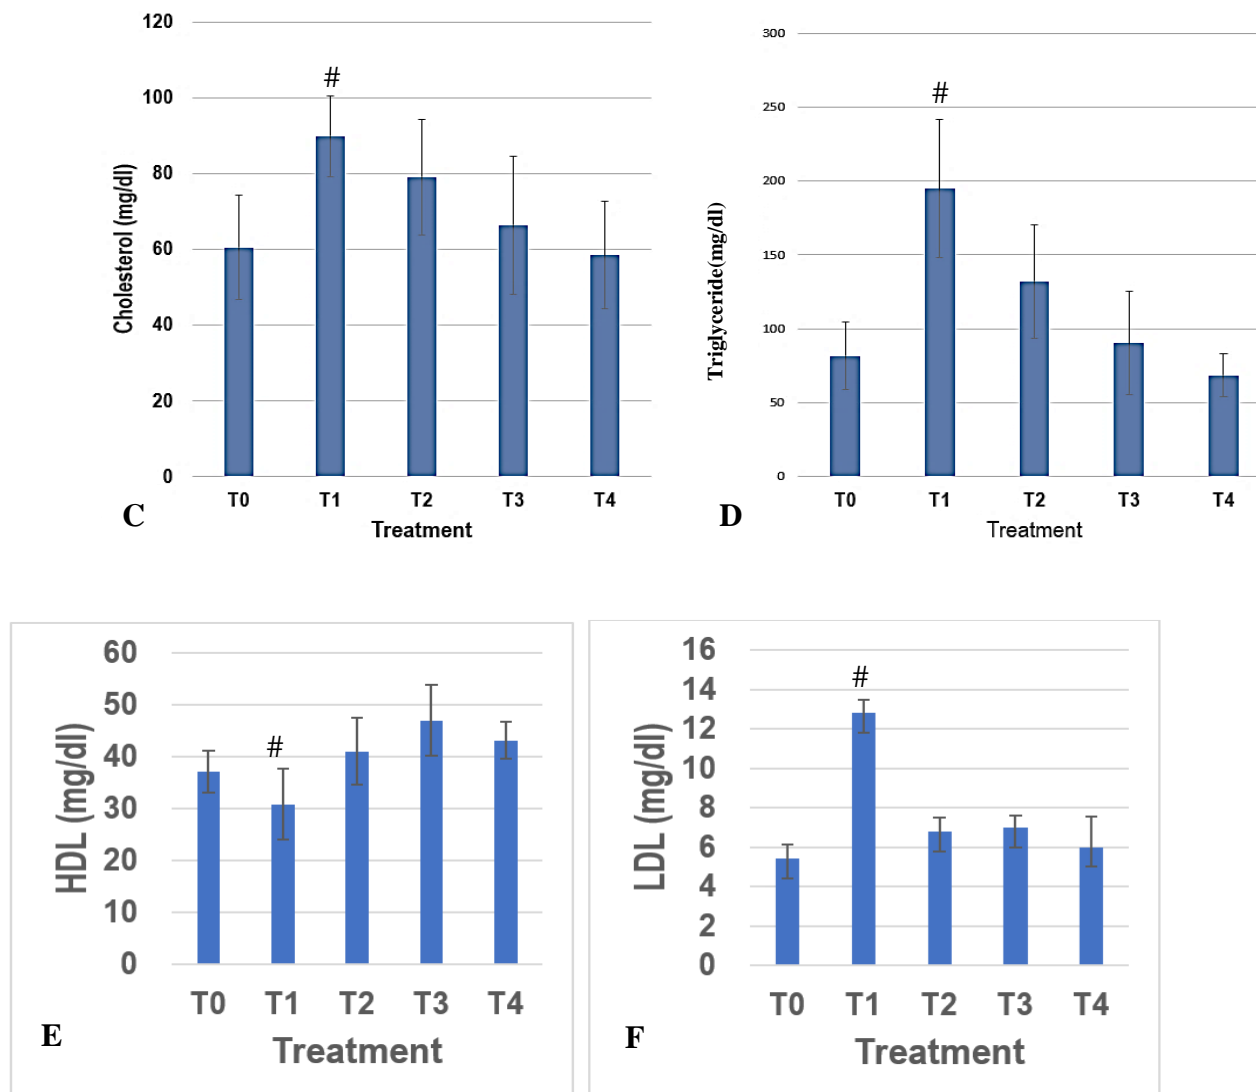 120
100
80
60
40
20
0
Cholesterol (mg/dl)
#
T0 T1 T2 T3 T4
Treatment
C
300
250
200
150
100
50
0
Triglyceride(mg/dl)
#
T0 T1 T2 T3 T4
Treatment
D
60
50
40
30
20
10
0
HDL (mg/dl)
#
T0 T1 T2 T3 T4
Treatment
E
16
14
12
10
8
6
4
2
0
LDL (mg/dl)
#
T0 T1 T2 T3 T4
Treatment
F